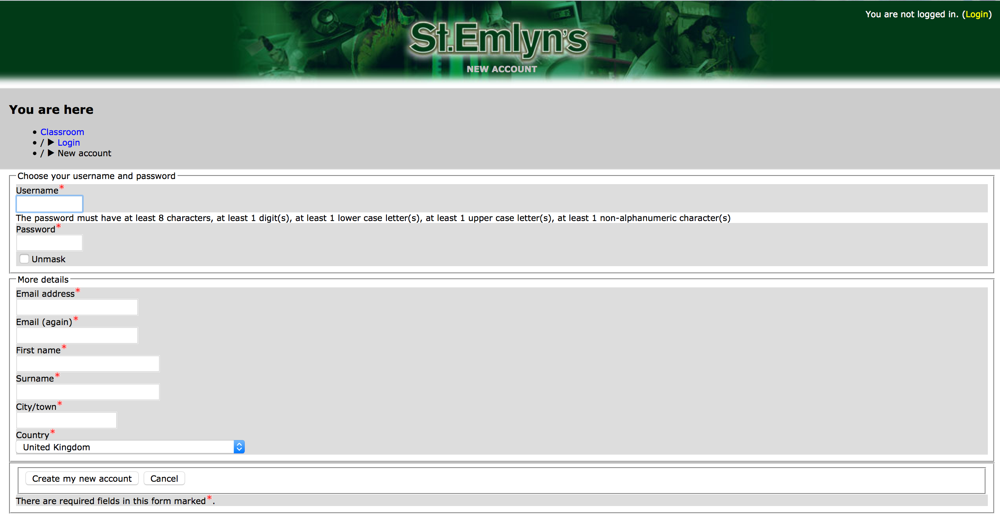 You are not logged in. (Login)
St.Emlyn's
NEW ACCOUNT
You are here
• Classroom
• / ► Login
• / ► New account
Choose your username and password
Username*
The password must have at least 8 characters, at least 1 digit(s), at least 1 lower case letter(s), at least 1 upper case letter(s), at least 1 non-alphanumeric character(s)
Password*
Unmask
More details
Email address*
Email (again)*
First name*
Surname*
City/town*
Country*
United Kingdom
Create my new account Cancel
There are required fields in this form marked*.